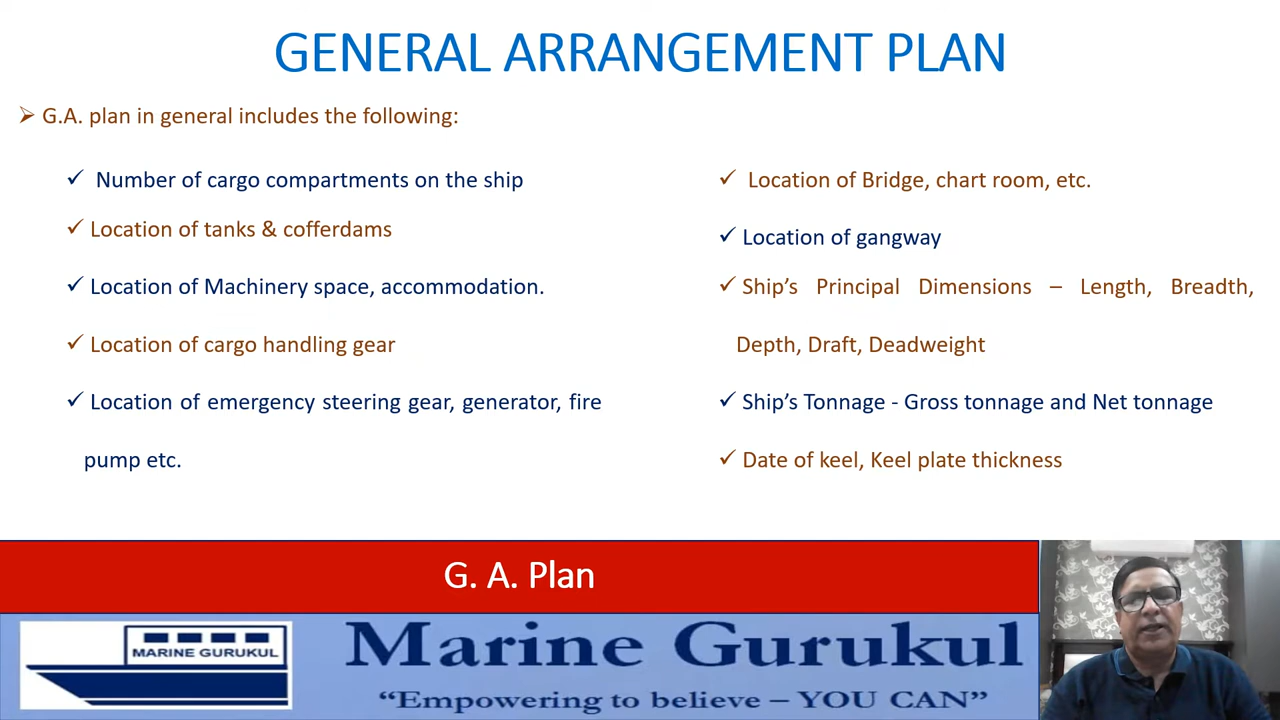 GENERAL ARRANGEMENT PLAN
➢ G.A. plan in general includes the following:
✓ Number of cargo compartments on the ship
✓ Location of tanks & cofferdams
✓ Location of Machinery space, accommodation.
✓ Location of cargo handling gear
✓ Location of emergency steering gear, generator, fire
pump etc.
✓ Location of Bridge, chart room, etc.
✓ Location of gangway
✓ Ship’s Principal Dimensions – Length, Breadth,
Depth, Draft, Deadweight
✓ Ship’s Tonnage - Gross tonnage and Net tonnage
✓ Date of keel, Keel plate thickness
G. A. Plan
MARINE GURUKUL
Marine Gurukul
“Empowering to believe – YOU CAN”